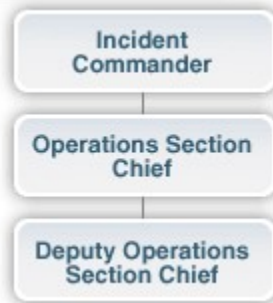 Incident
Commander
Operations Section
Chief
Deputy Operations
Section Chief